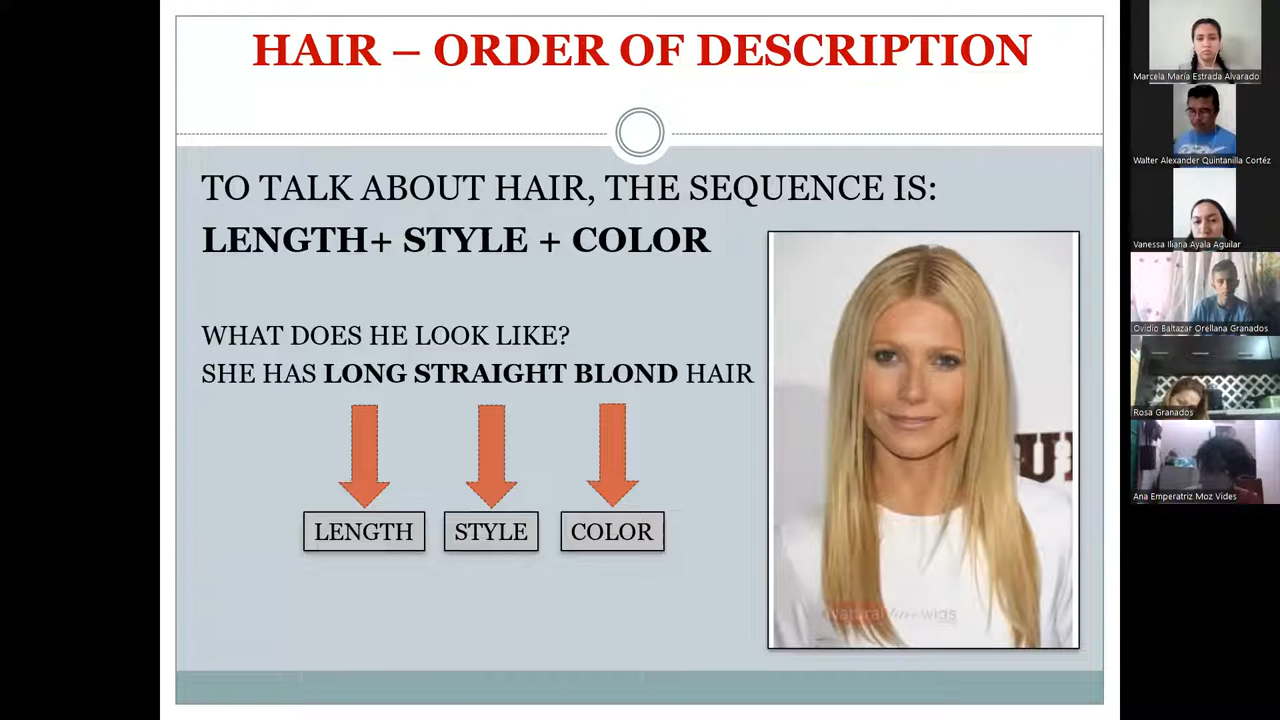 HAIR – ORDER OF DESCRIPTION
TO TALK ABOUT HAIR, THE SEQUENCE IS:
LENGTH+ STYLE + COLOR
WHAT DOES HE LOOK LIKE?
SHE HAS LONG STRAIGHT BLOND HAIR
LENGTH
STYLE
COLOR
Marcela María Estrada Alvarado
Walter Alexander Quintanilla Cortéz
Vanessa Iliana Ayala Aguilar
Ovidio Baltazar Orellana Granados
Rosa Granados
Ana Emperatriz Moz Vides